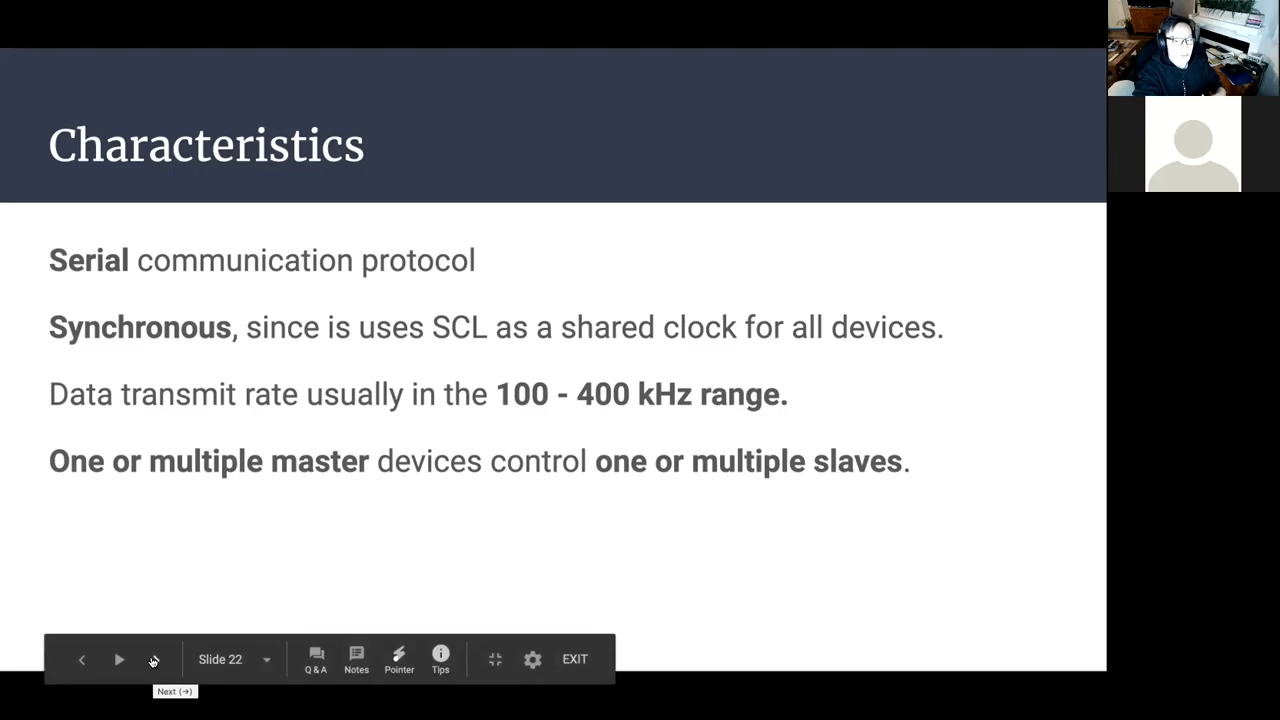 Characteristics
Serial communication protocol
Synchronous, since is uses SCL as a shared clock for all devices.
Data transmit rate usually in the 100 - 400 kHz range.
One or multiple master devices control one or multiple slaves.
Slide 22
Q & A
Notes
Pointer
Tips
EXIT
Next (→)